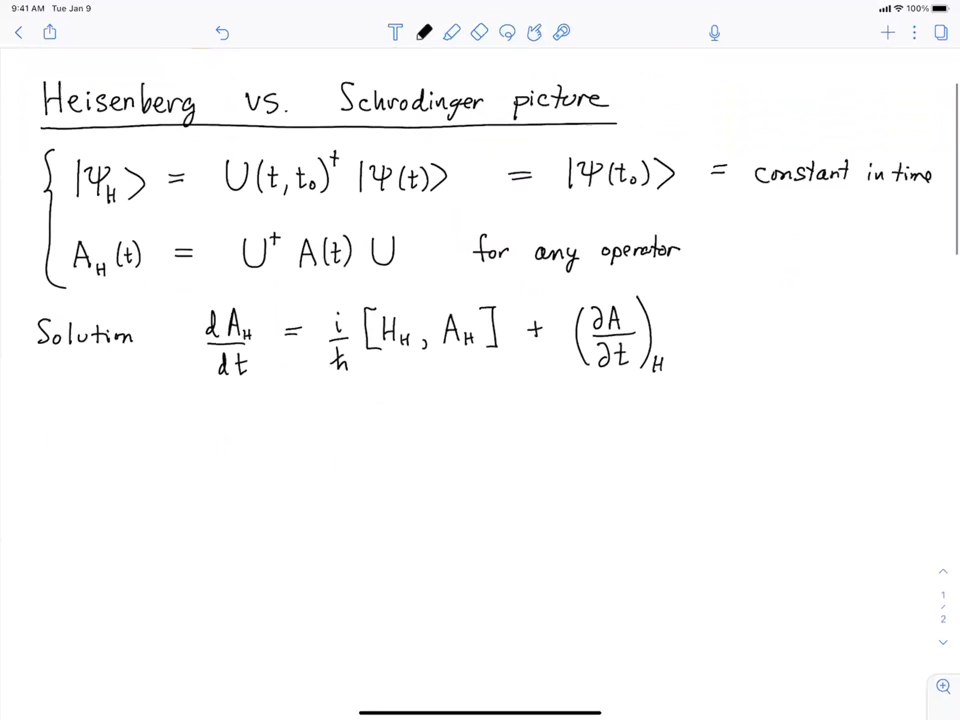 9:41 AM Tue Jan 9 100%
Heisenberg vs. Schrodinger picture
|Ψ_H⟩ = U(t,t₀)† |Ψ(t)⟩ = |Ψ(t₀)⟩ = constant in time
A_H(t) = U† A(t) U for any operator
Solution dA_H/dt = i/ħ [H_H, A_H] + (∂A/∂t)_H
1
/
2